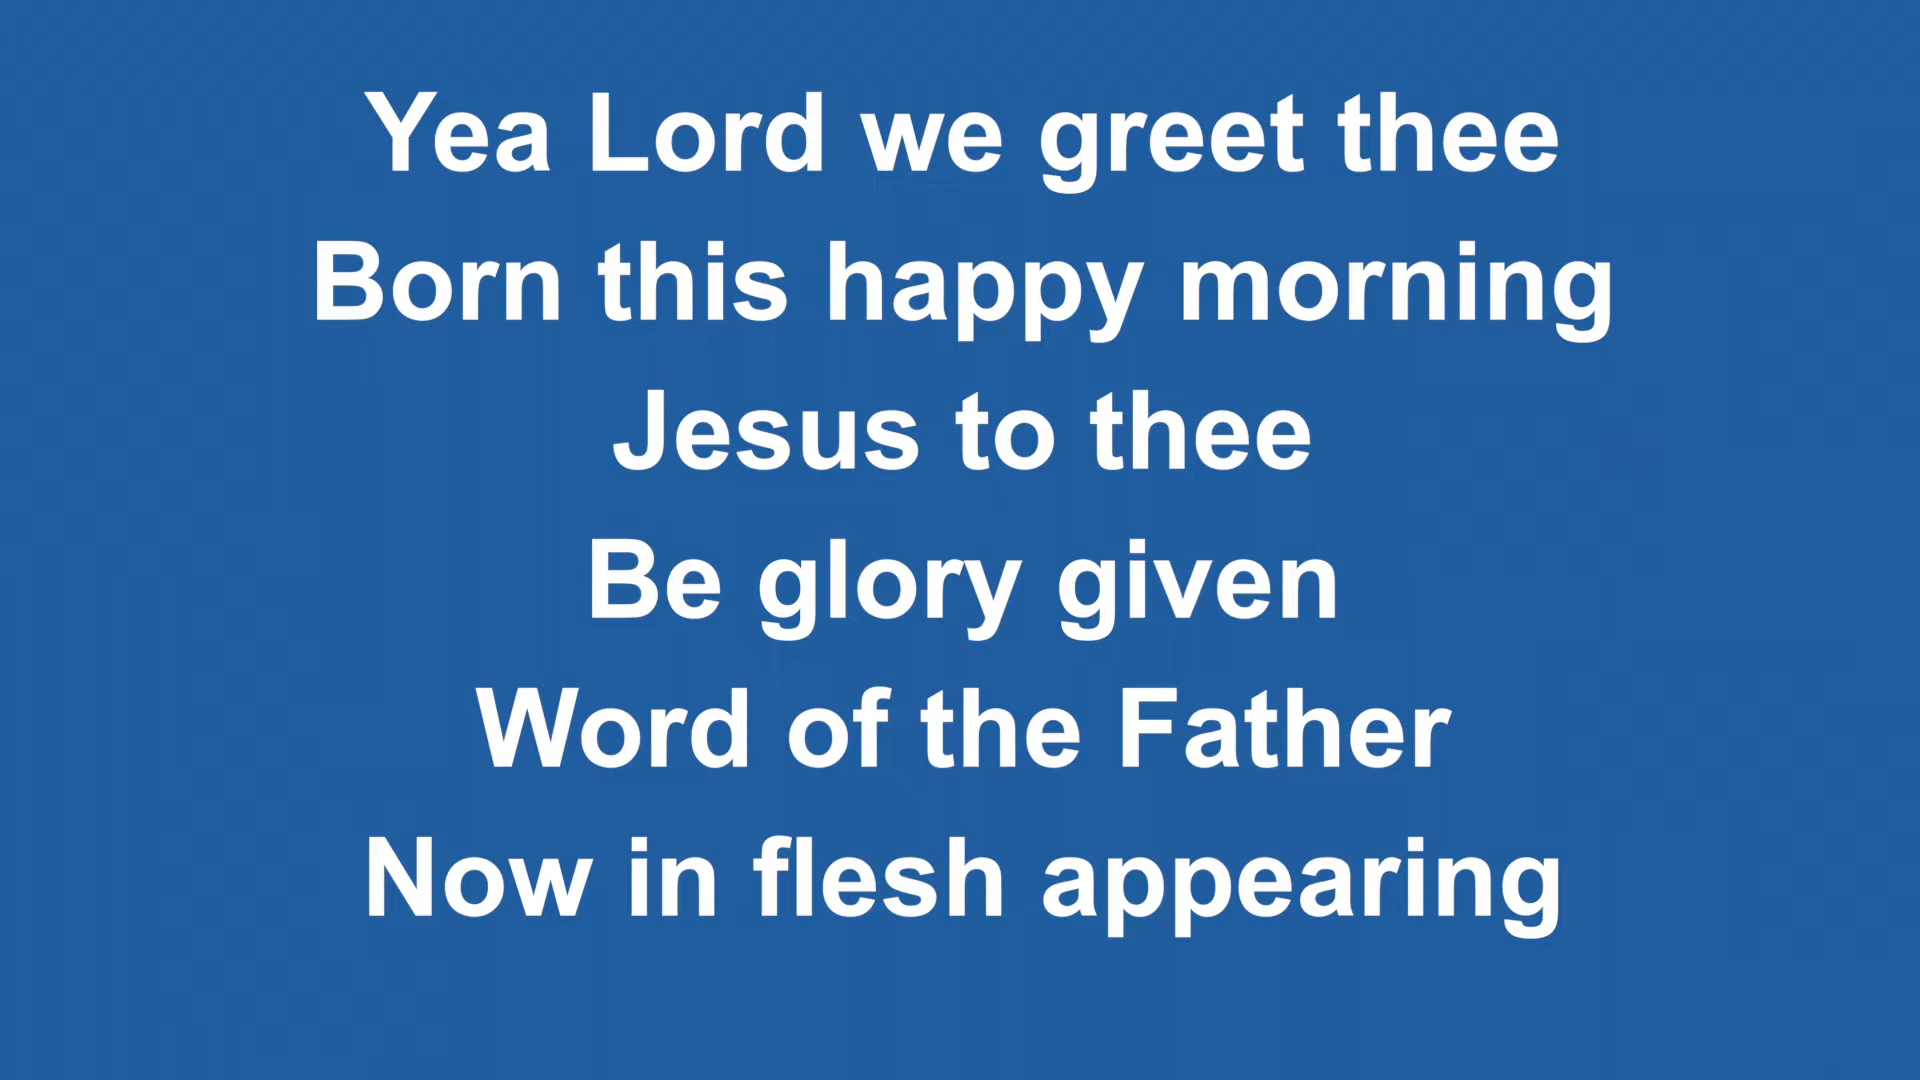 Yea Lord we greet thee
Born this happy morning
Jesus to thee
Be glory given
Word of the Father
Now in flesh appearing